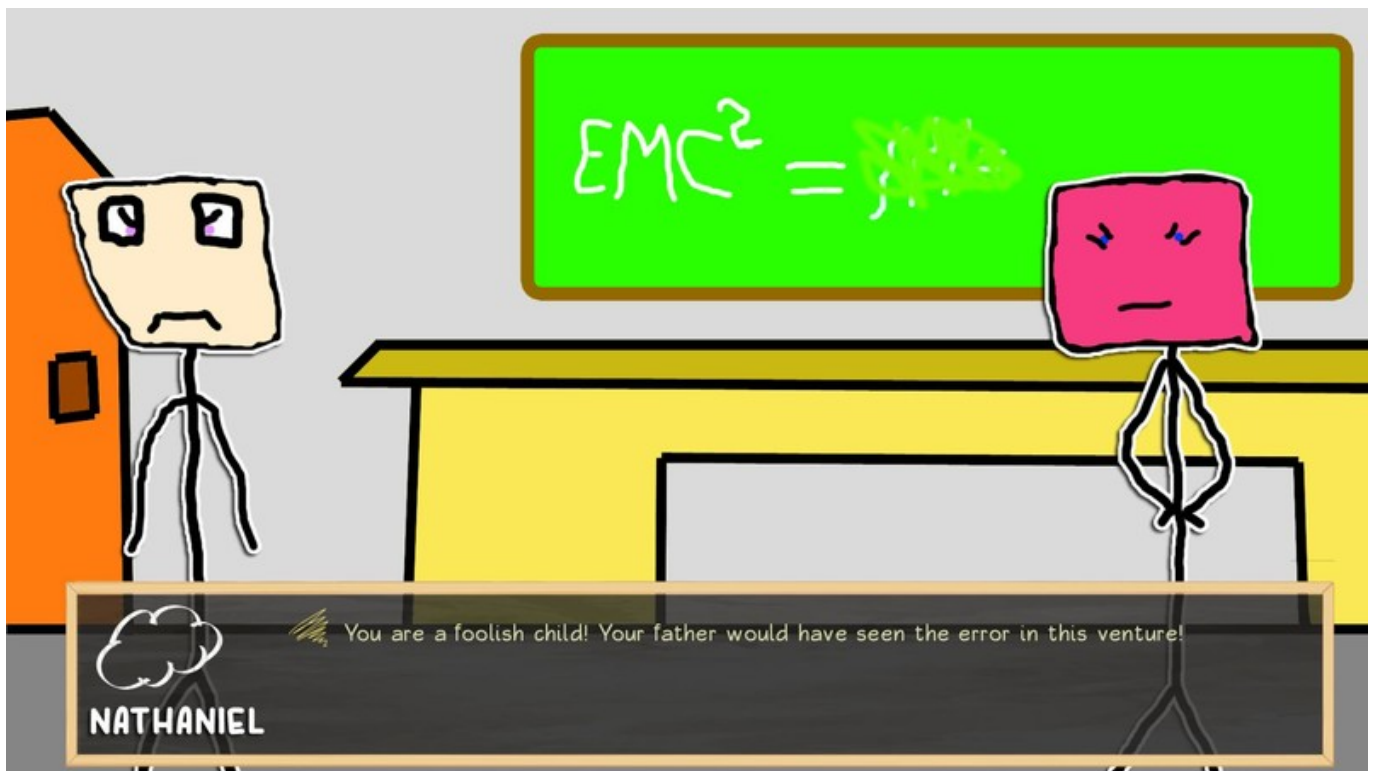 EMC² =
You are a foolish child! Your father would have seen the error in this venture!
NATHANIEL